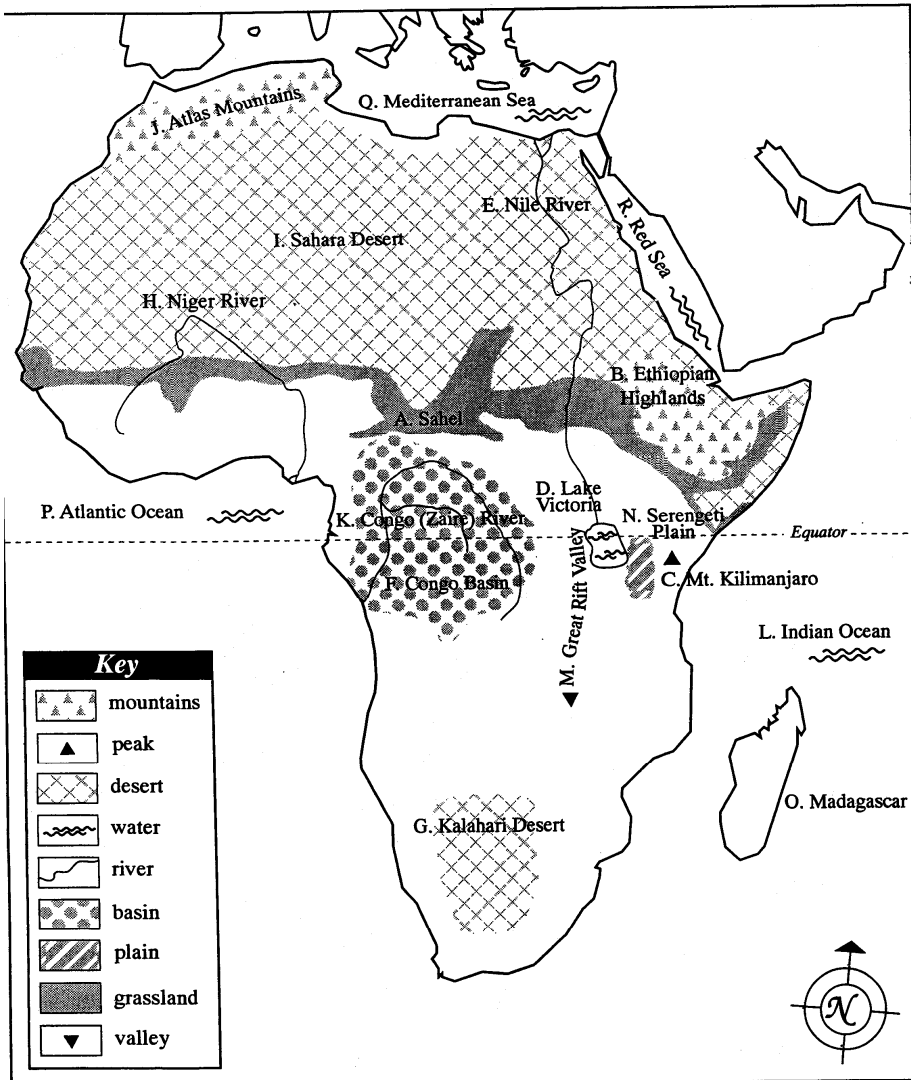 J. Atlas Mountains
Q. Mediterranean Sea
E. Nile River
R. Red Sea
I. Sahara Desert
H. Niger River
B. Ethiopian
Highlands
A. Sahel
D. Lake
Victoria
P. Atlantic Ocean
K. Congo (Zaire) River
N. Serengeti
Plain
Equator
F. Congo Basin
M. Great Rift Valley
C. Mt. Kilimanjaro
L. Indian Ocean
Key
mountains
peak
desert
water
river
basin
plain
grassland
valley
G. Kalahari Desert
O. Madagascar
N